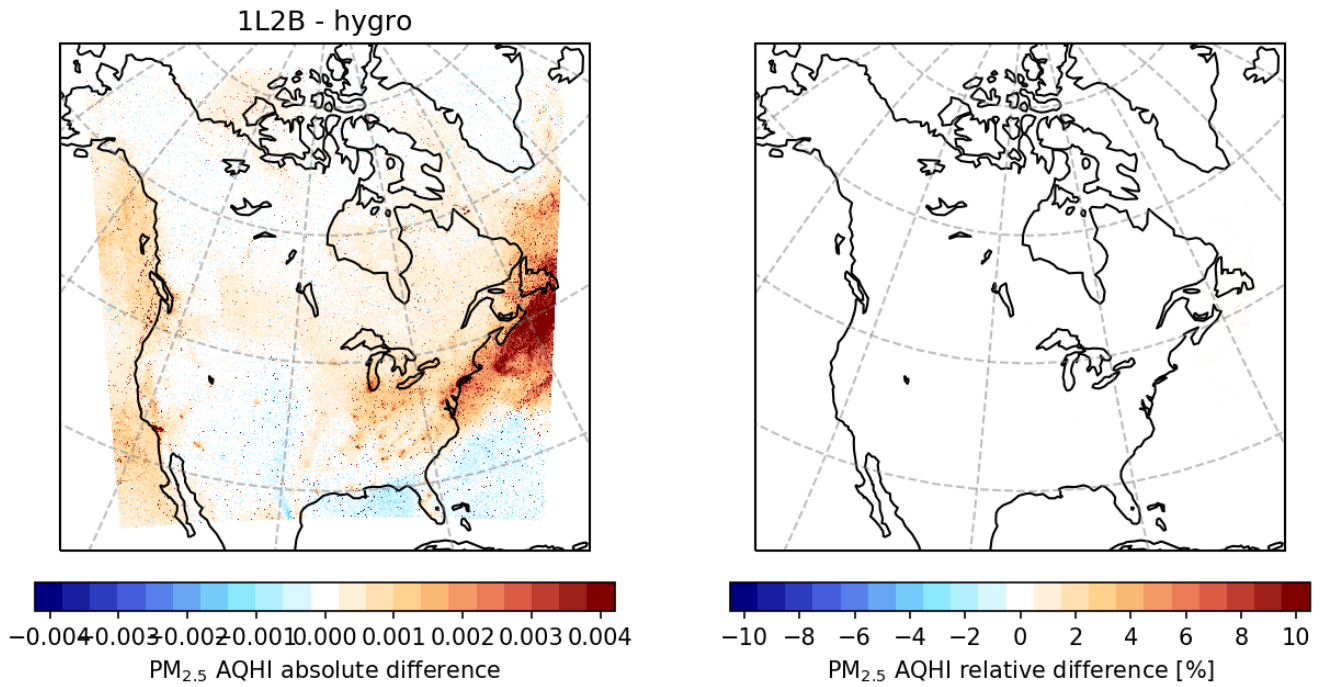 1L2B - hygro
−0.004 −0.003 −0.002 −0.001 0.000 0.001 0.002 0.003 0.004
PM2.5 AQHI absolute difference
−10 −8 −6 −4 −2 0 2 4 6 8 10
PM2.5 AQHI relative difference [%]